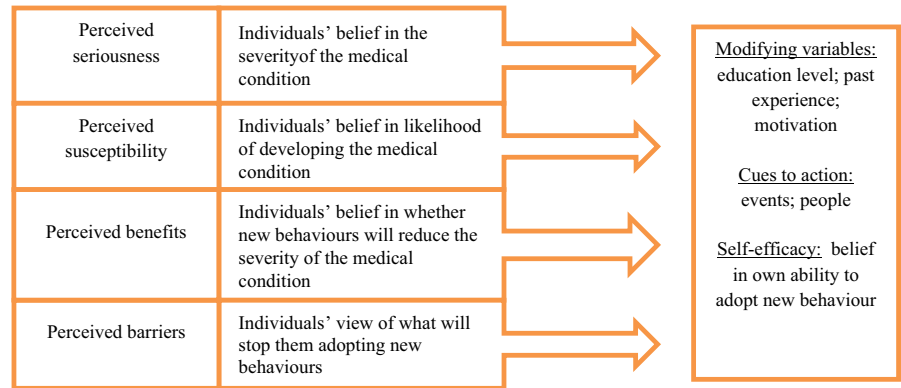 Perceived
seriousness
Individuals’ belief in the
severityof the medical
condition
Perceived
susceptibility
Individuals’ belief in likelihood
of developing the medical
condition
Perceived benefits
Individuals’ belief in whether
new behaviours will reduce the
severity of the medical
condition
Perceived barriers
Individuals’ view of what will
stop them adopting new
behaviours
Modifying variables:
education level; past
experience;
motivation
Cues to action:
events; people
Self-efficacy: belief
in own ability to
adopt new behaviour